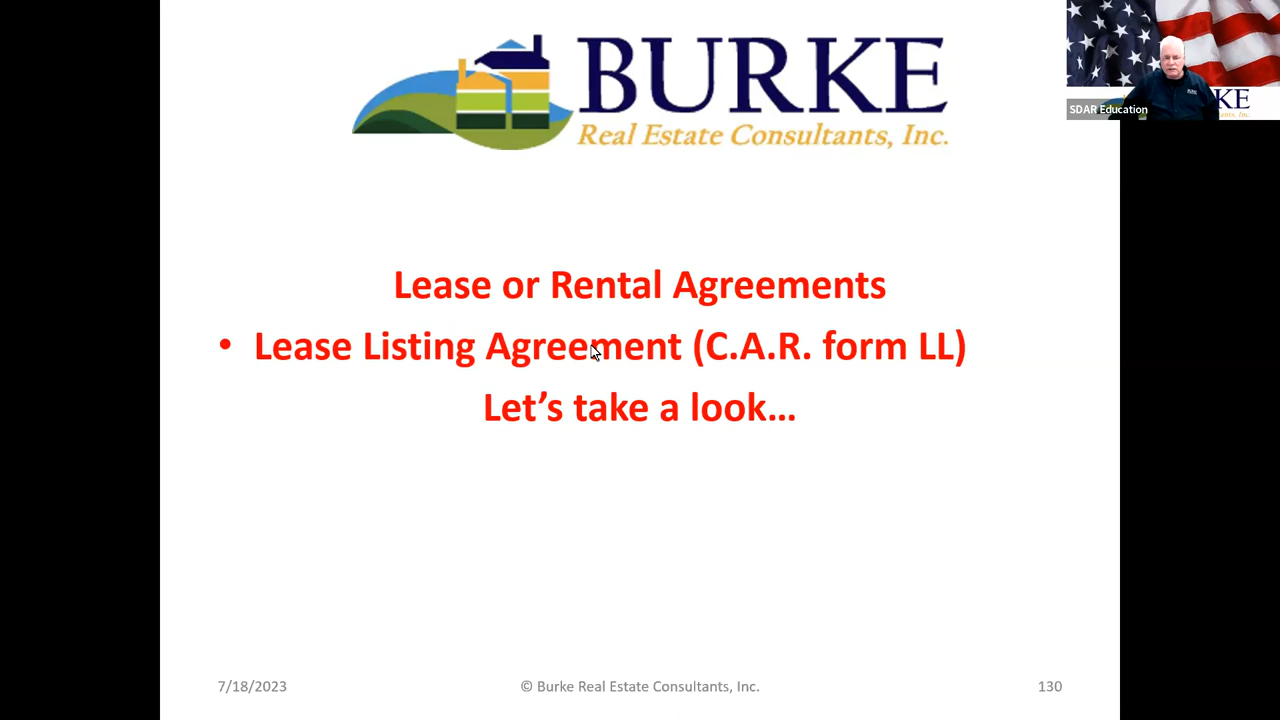 BURKE
Real Estate Consultants, Inc.
SDAR Education
KE
Lease or Rental Agreements
• Lease Listing Agreement (C.A.R. form LL)
Let’s take a look…
7/18/2023
© Burke Real Estate Consultants, Inc.
130